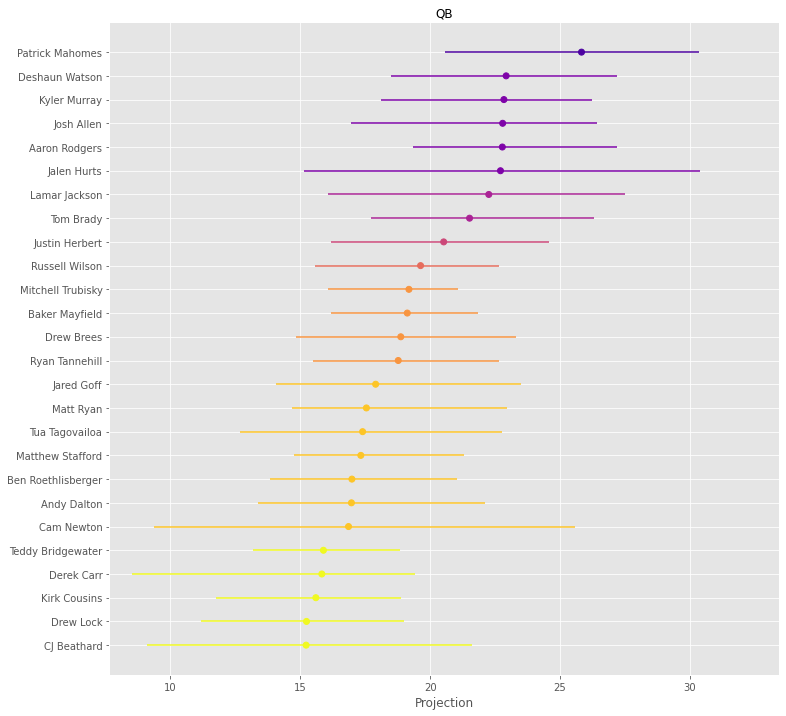 QB
Patrick Mahomes
Deshaun Watson
Kyler Murray
Josh Allen
Aaron Rodgers
Jalen Hurts
Lamar Jackson
Tom Brady
Justin Herbert
Russell Wilson
Mitchell Trubisky
Baker Mayfield
Drew Brees
Ryan Tannehill
Jared Goff
Matt Ryan
Tua Tagovailoa
Matthew Stafford
Ben Roethlisberger
Andy Dalton
Cam Newton
Teddy Bridgewater
Derek Carr
Kirk Cousins
Drew Lock
CJ Beathard
10 15 20 25 30
Projection